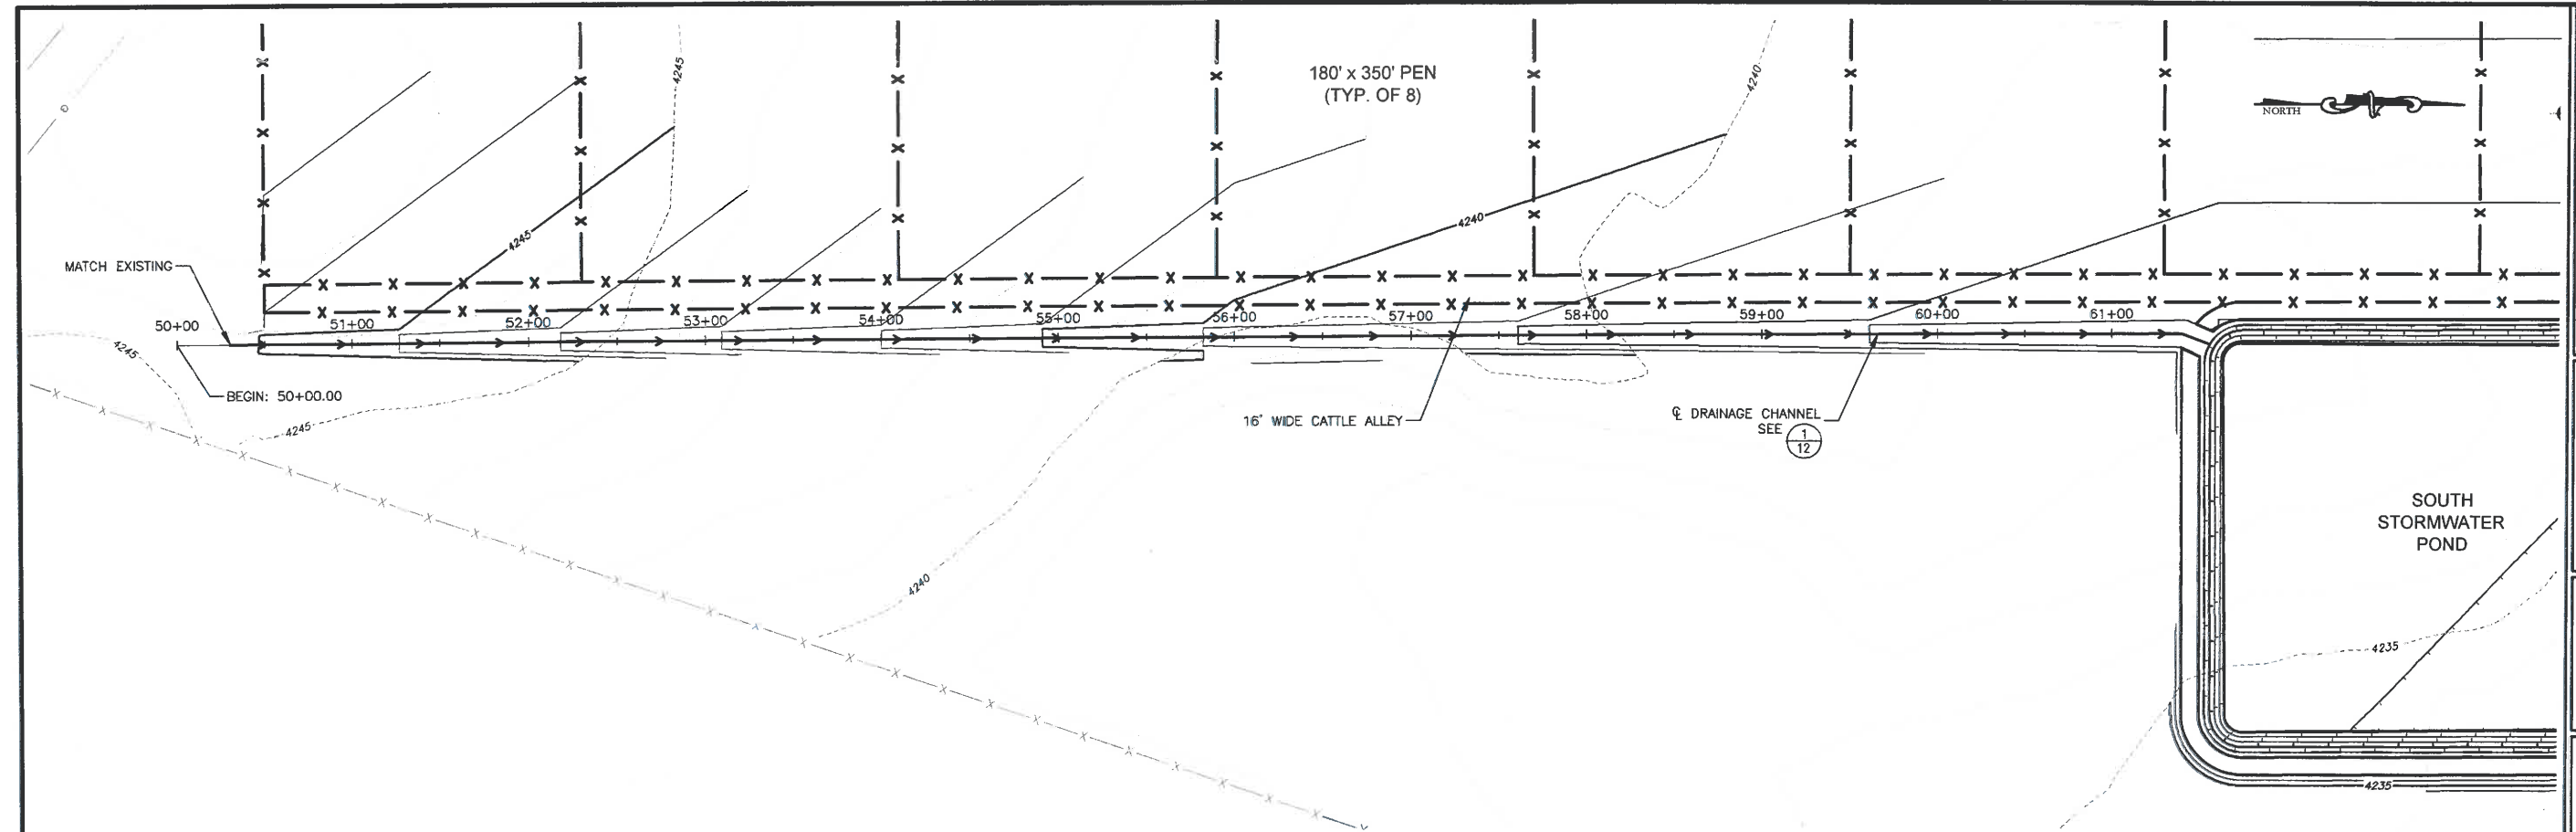 180' x 350' PEN
(TYP. OF 8)
NORTH
4245
4240
4245
4240
MATCH EXISTING
50+00
51+00
52+00
53+00
54+00
55+00
56+00
57+00
58+00
59+00
60+00
61+00
4245
BEGIN: 50+00.00
4245
16' WIDE CATTLE ALLEY
℄ DRAINAGE CHANNEL
SEE
1
12
SOUTH
STORMWATER
POND
4240
4235
4235